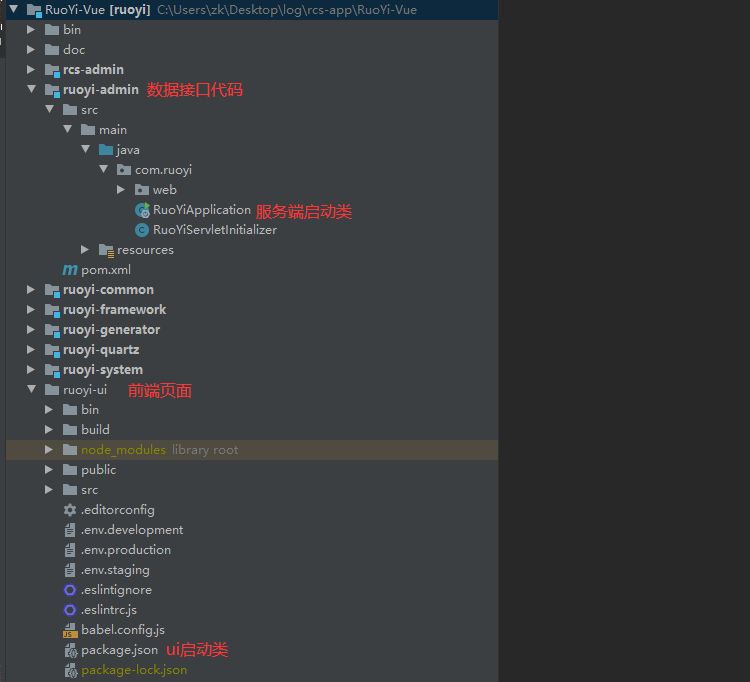 RuoYi-Vue [ruoyi] C:\Users\zk\Desktop\log\rcs-app\RuoYi-Vue
bin
doc
rcs-admin
ruoyi-admin 数据接口代码
src
main
java
com.ruoyi
web
RuoYiApplication 服务端启动类
RuoYiServletInitializer
resources
pom.xml
ruoyi-common
ruoyi-framework
ruoyi-generator
ruoyi-quartz
ruoyi-system
ruoyi-ui 前端页面
bin
build
node_modules library root
public
src
.editorconfig
.env.development
.env.production
.env.staging
.eslintignore
.eslintrc.js
babel.config.js
package.json ui启动类
package-lock.json